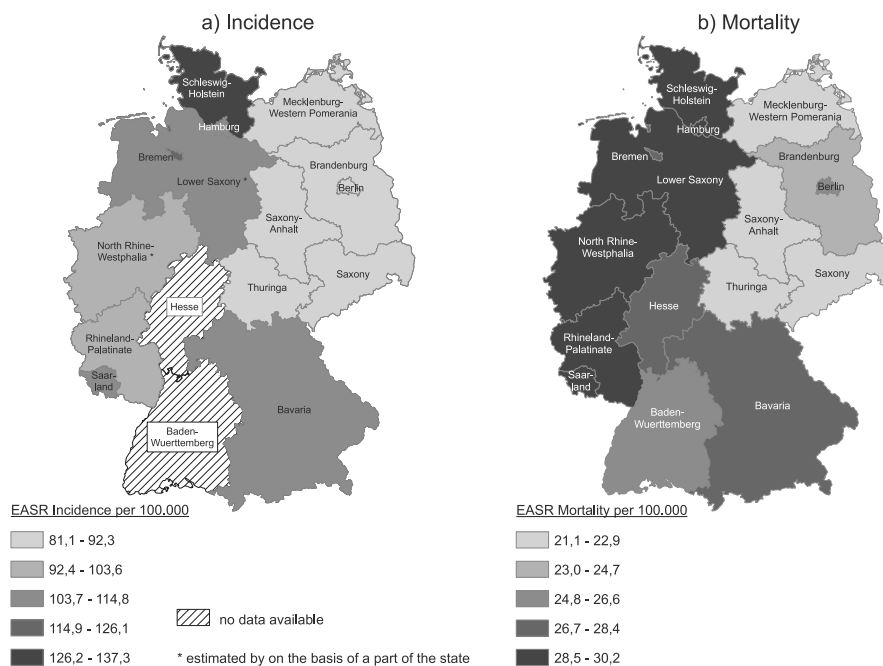 a) Incidence
Schleswig-
Holstein
Hamburg
Mecklenburg-
Western Pomerania
Bremen
Lower Saxony *
Brandenburg
Berlin
Saxony-
Anhalt
North Rhine-
Westphalia *
Hesse
Thuringa
Saxony
Rhineland-
Palatinate
Saar-
land
Baden-
Wuerttemberg
Bavaria
EASR Incidence per 100.000
81,1 - 92,3
92,4 - 103,6
103,7 - 114,8
114,9 - 126,1
126,2 - 137,3
no data available
* estimated by on the basis of a part of the state
b) Mortality
Schleswig-
Holstein
Hamburg
Mecklenburg-
Western Pomerania
Bremen
Lower Saxony
Brandenburg
Berlin
Saxony-
Anhalt
North Rhine-
Westphalia
Hesse
Thuringa
Saxony
Rhineland-
Palatinate
Saar-
land
Baden-
Wuerttemberg
Bavaria
EASR Mortality per 100.000
21,1 - 22,9
23,0 - 24,7
24,8 - 26,6
26,7 - 28,4
28,5 - 30,2